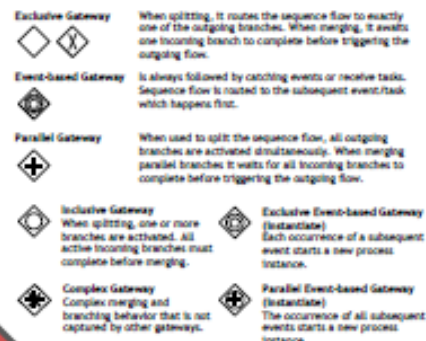 Exclusive Gateway
When splitting, it routes the sequence flow to exactly
one of the outgoing branches. When merging, it awaits
one incoming branch to complete before triggering the
outgoing flow.
Event-based Gateway
Is always followed by catching events or receive tasks.
Sequence flow is routed to the subsequent event/task
which happens first.
Parallel Gateway
When used to split the sequence flow, all outgoing
branches are activated simultaneously. When merging
parallel branches it waits for all incoming branches to
complete before triggering the outgoing flow.
Inclusive Gateway
When splitting, one or more
branches are activated. All
active incoming branches must
complete before merging.
Exclusive Event-based Gateway
(Instantiate)
Each occurrence of a subsequent
event starts a new process
instance.
Complex Gateway
Complex merging and
branching behavior that is not
captured by other gateways.
Parallel Event-based Gateway
(Instantiate)
The occurrence of all subsequent
events starts a new process
instance.